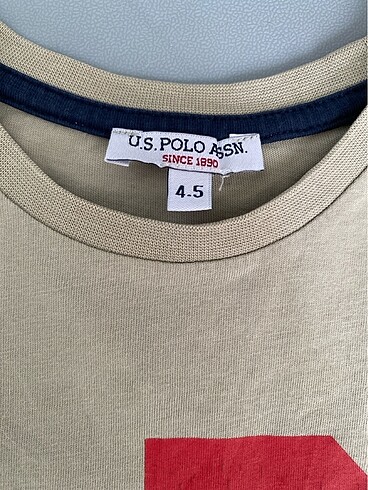 U.S. POLO ASSN.
SINCE 1890
4-5